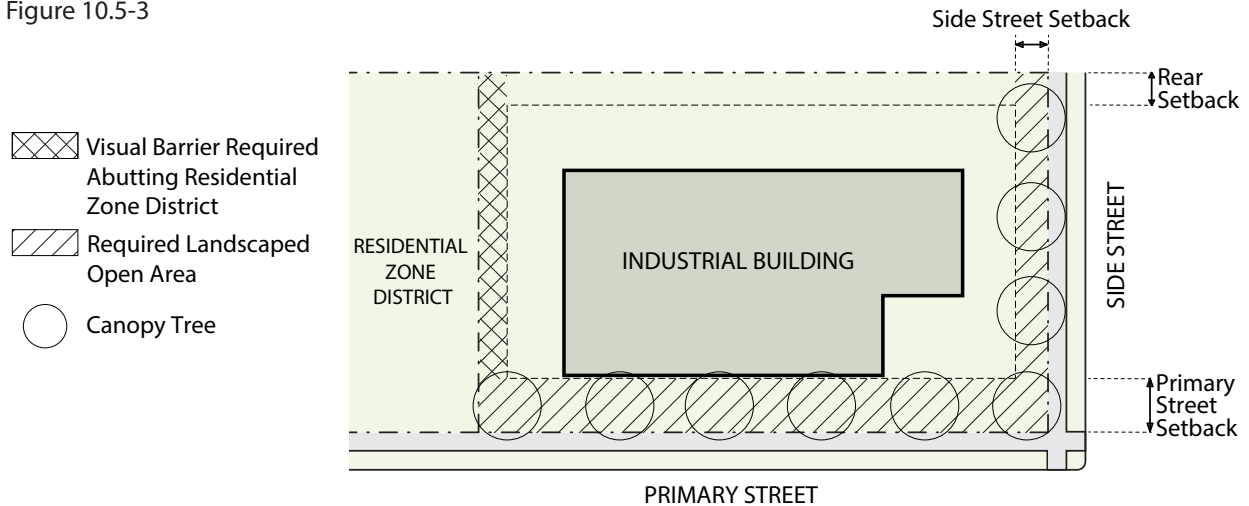 Figure 10.5-3
Side Street Setback
Rear
Setback
Visual Barrier Required
Abutting Residential
Zone District
Required Landscaped
Open Area
Canopy Tree
RESIDENTIAL
ZONE
DISTRICT
INDUSTRIAL BUILDING
SIDE STREET
Primary
Street
Setback
PRIMARY STREET